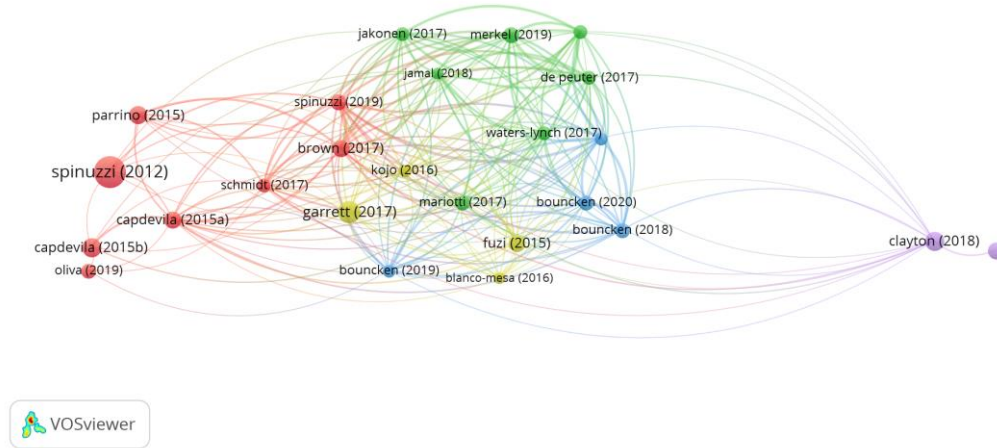 jakonen (2017)
merkel (2019)
jamal (2018)
de peuter (2017)
spinuzzi (2019)
parrino (2015)
waters-lynch (2017)
brown (2017)
spinuzzi (2012)
kojo (2016)
schmidt (2017)
mariotti (2017)
bouncken (2020)
garrett (2017)
capdevila (2015a)
bouncken (2018)
clayton (2018)
fuzi (2015)
capdevila (2015b)
oliva (2019)
bouncken (2019)
blanco-mesa (2016)
VOSviewer